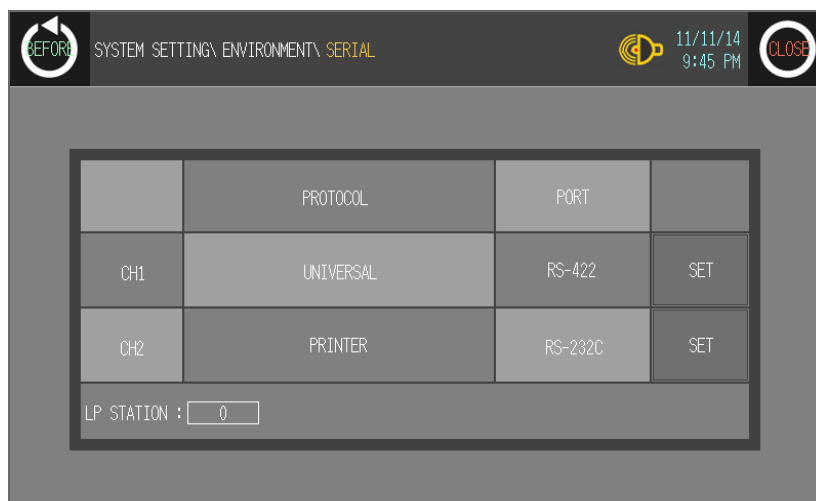 BEFORE SYSTEM SETTING\ ENVIRONMENT\ SERIAL 11/11/14 9:45 PM CLOSE
PROTOCOL PORT
CH1 UNIVERSAL RS-422 SET
CH2 PRINTER RS-232C SET
LP STATION : 0